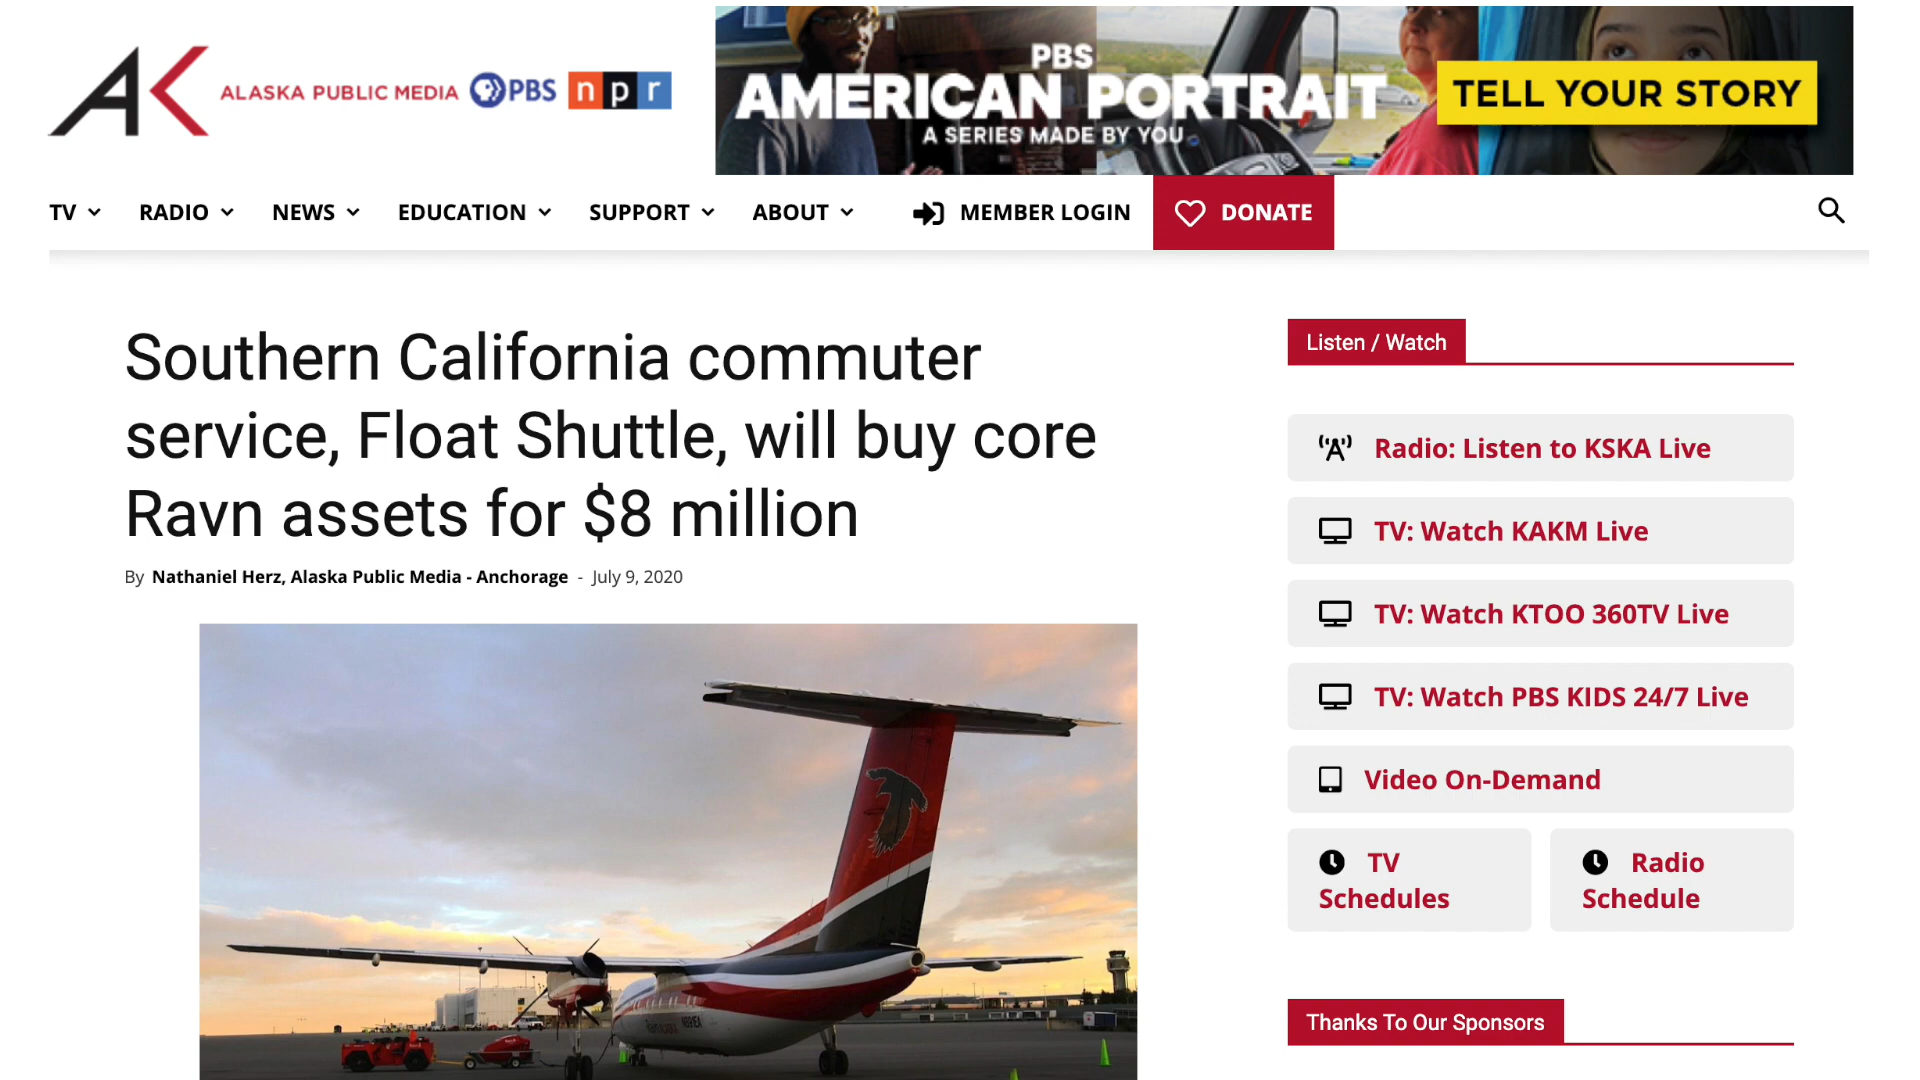 ALASKA PUBLIC MEDIA PBS npr
PBS
AMERICAN PORTRAIT
A SERIES MADE BY YOU
TELL YOUR STORY
TV RADIO NEWS EDUCATION SUPPORT ABOUT MEMBER LOGIN DONATE
Southern California commuter
service, Float Shuttle, will buy core
Ravn assets for $8 million
By Nathaniel Herz, Alaska Public Media - Anchorage - July 9, 2020
Listen / Watch
Radio: Listen to KSKA Live
TV: Watch KAKM Live
TV: Watch KTOO 360TV Live
TV: Watch PBS KIDS 24/7 Live
Video On-Demand
TV
Schedules
Radio
Schedule
Thanks To Our Sponsors